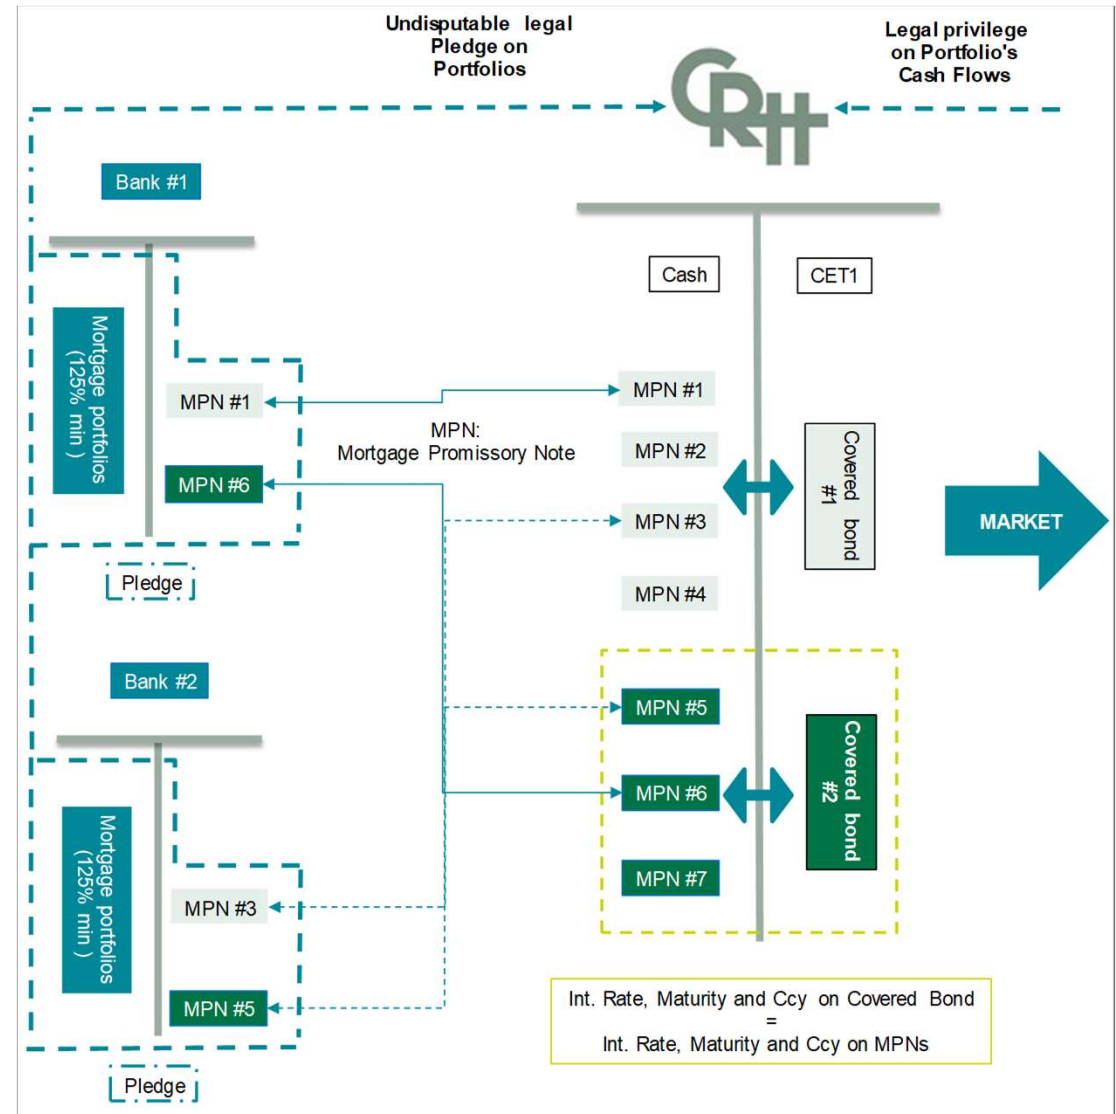 Undisputable legal
Pledge on
Portfolios
Legal privilege
on Portfolio's
Cash Flows
CRH
Bank #1
Cash
CET1
Mortgage portfolios
(125% min )
MPN #1
MPN #6
Pledge
MPN:
Mortgage Promissory Note
MPN #1
MPN #2
MPN #3
MPN #4
Covered bond
#1
MARKET
Bank #2
Mortgage portfolios
(125% min )
MPN #3
MPN #5
Pledge
MPN #5
MPN #6
MPN #7
Covered bond
#2
Int. Rate, Maturity and Ccy on Covered Bond
=
Int. Rate, Maturity and Ccy on MPNs